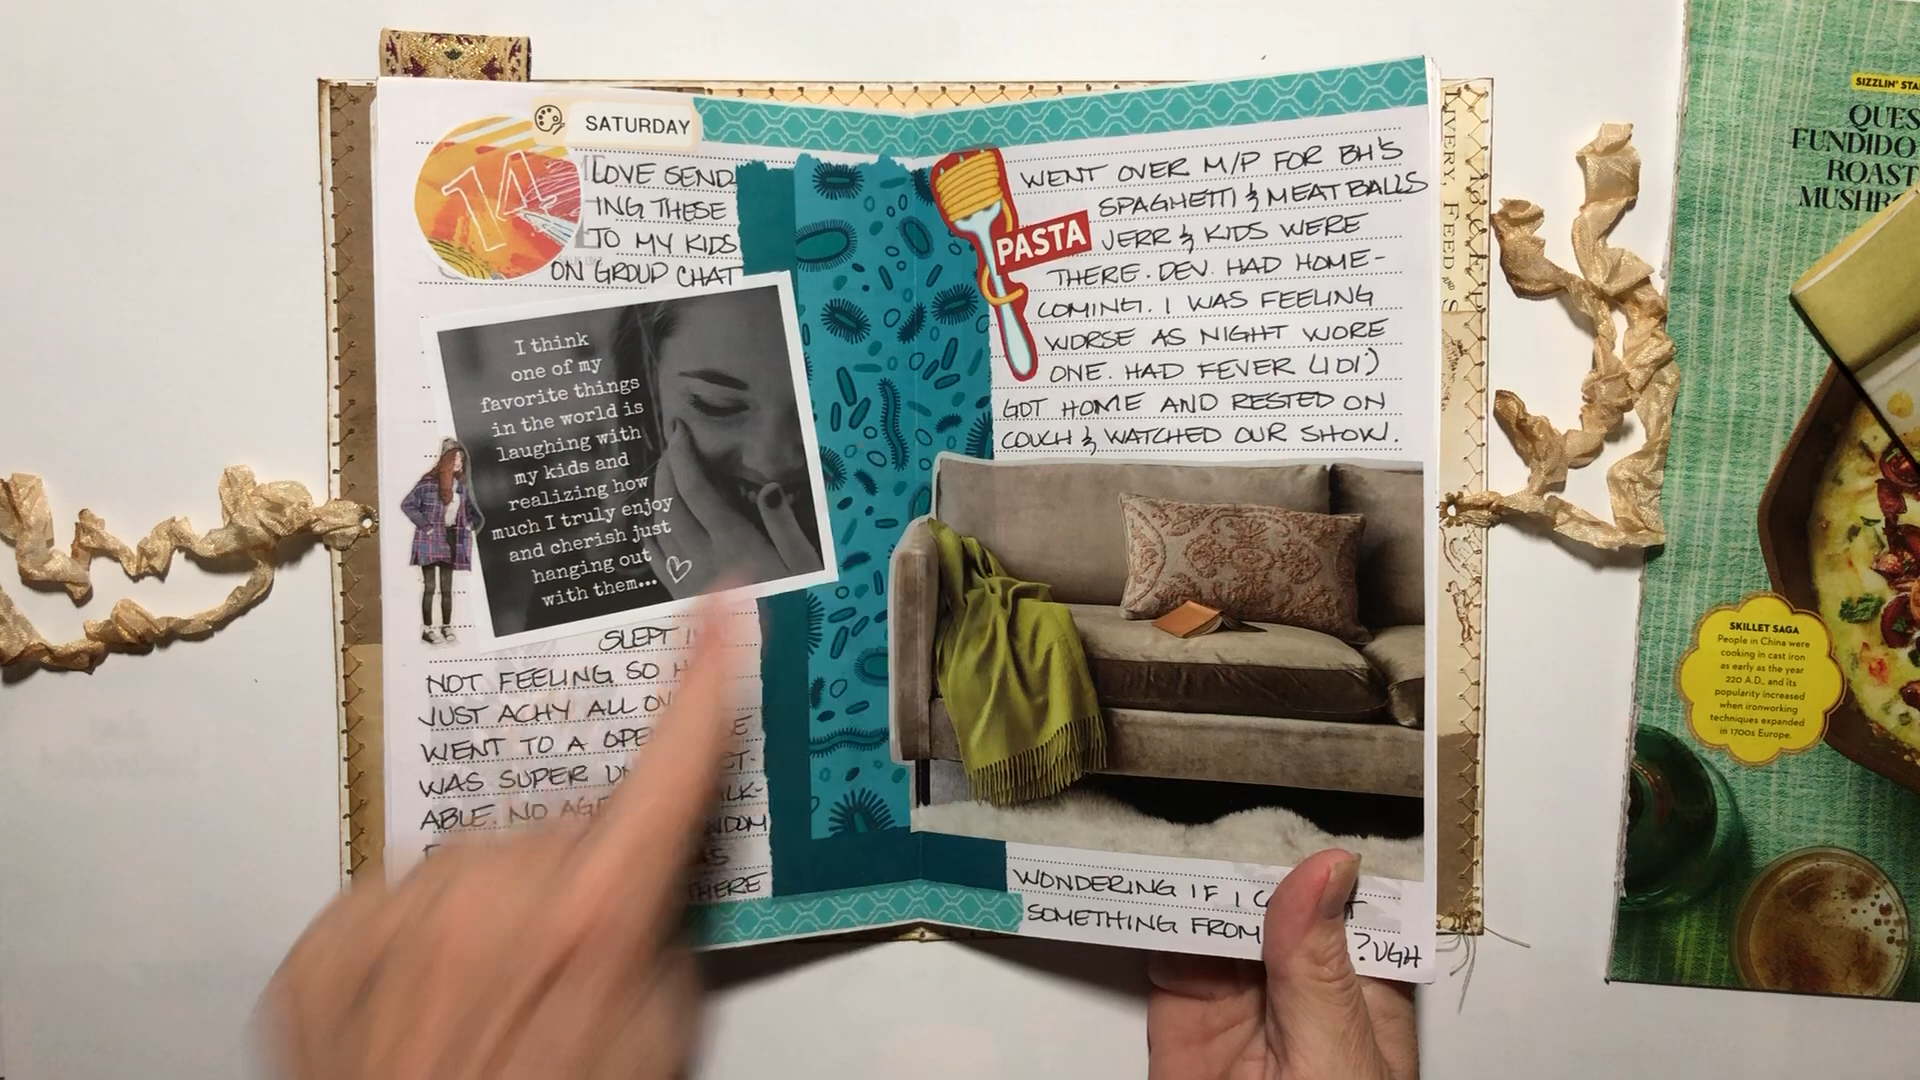 SATURDAY
14
LOVE SEND-
ING THESE
TO MY KIDS
ON GROUP CHAT
I think
one of my
favorite things
in the world is
laughing with
my kids and
realizing how
much I truly enjoy
and cherish just
hanging out
with them...
SLEPT
NOT FEELING SO
JUST ACHY ALL
WENT TO A
WAS SUPER
ABLE. NO
THERE
WENT OVER M/P FOR BH'S
SPAGHETTI & MEATBALLS
PASTA
JERR & KIDS WERE
THERE. DEV. HAD HOME-
COMING. I WAS FEELING
WORSE AS NIGHT WORE
ONE. HAD FEVER (101:)
GOT HOME AND RESTED ON
COUCH & WATCHED OUR SHOW.
WONDERING IF I
SOMETHING FROM
? UGH
LIVERY, FEED AND S
SIZZLIN' STA
QUES
FUNDIDO
ROAST
MUSHR
SKILLET SAGA
People in China were
cooking in cast iron
as early as the year
220 A.D., and its
popularity increased
when ironworking
techniques expanded
in 1700s Europe.